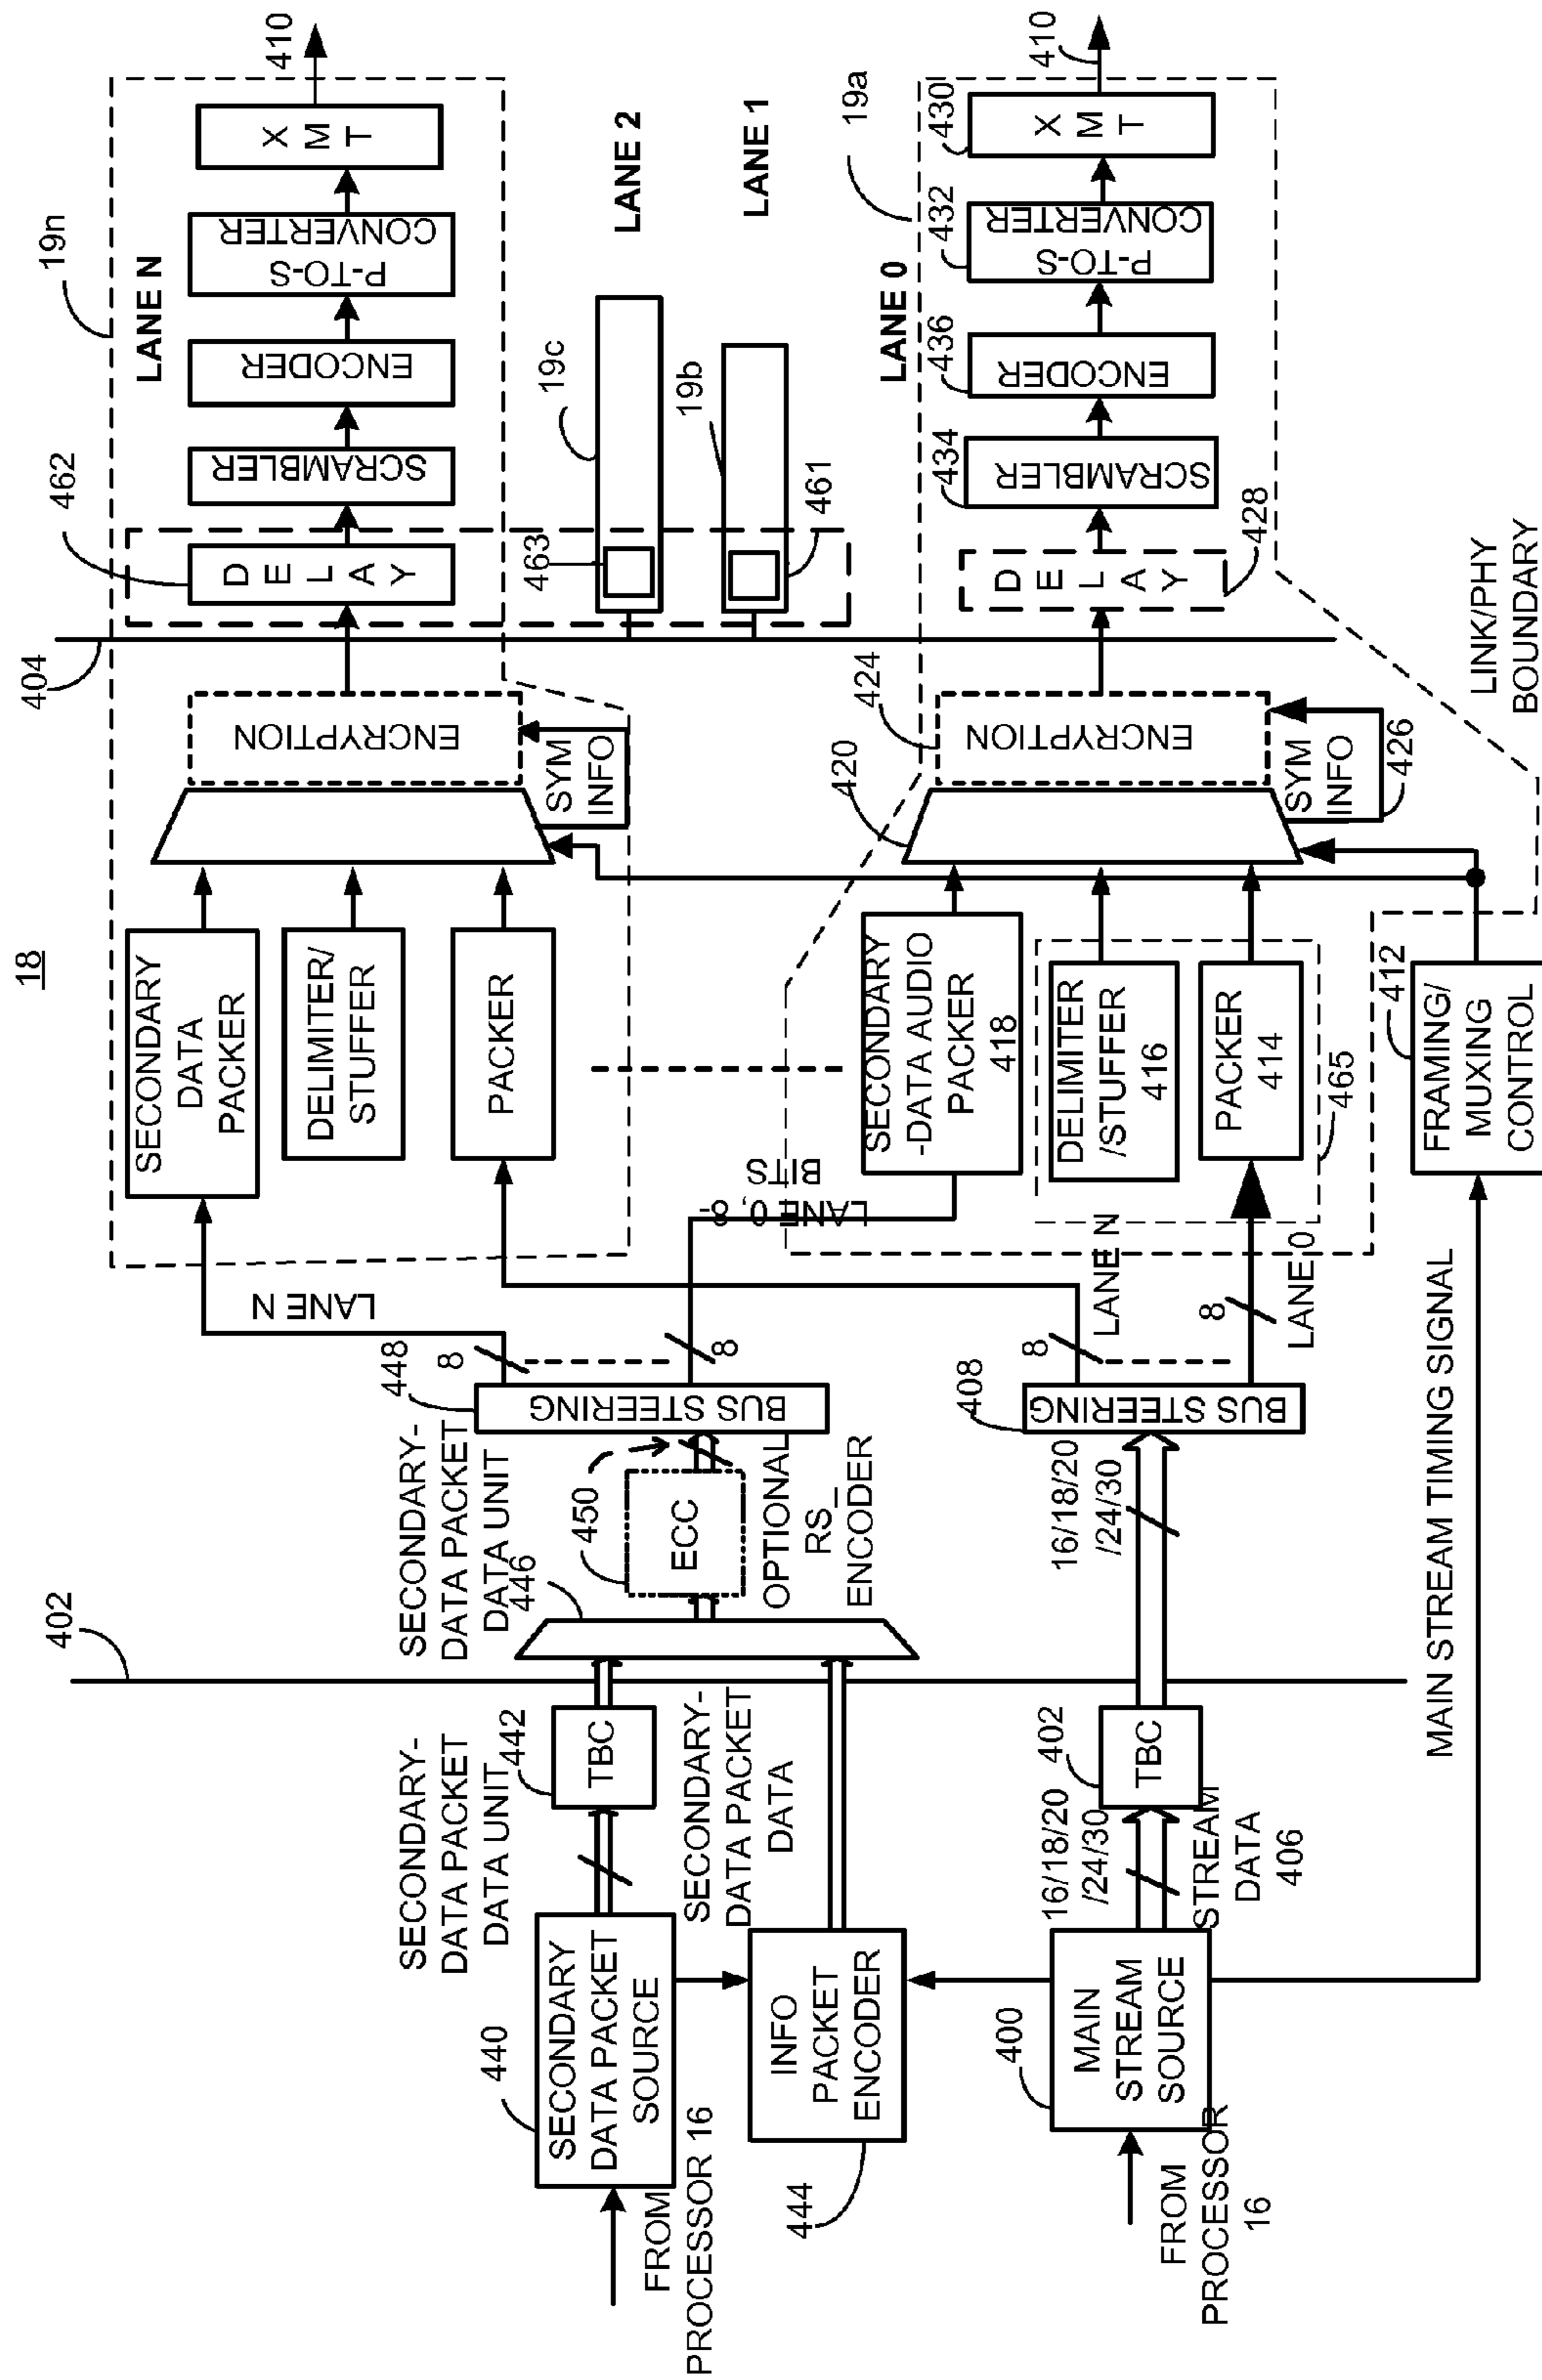 18
FROM
PROCESSOR 16
440
SECONDARY
DATA PACKET
SOURCE
SECONDARY-
DATA PACKET
DATA UNIT
442
TBC
402
444
INFO
PACKET
ENCODER
SECONDARY-
DATA PACKET
DATA
FROM
PROCESSOR
16
400
MAIN
STREAM
SOURCE
16/18/20
/24/30
STREAM
DATA
406
402
TBC
SECONDARY-
DATA PACKET
DATA UNIT
446
450
ECC
OPTIONAL
RS_
ENCODER
448
BUS STEERING
8
8
LANE N
LANE 0, 8-
BITS
16/18/20
/24/30
408
BUS STEERING
8
LANE N
8
LANE 0
MAIN STREAM TIMING SIGNAL
SECONDARY
DATA
PACKER
DELIMITER/
STUFFER
PACKER
SECONDARY
-DATA AUDIO
PACKER
418
DELIMITER
/STUFFER
416
PACKER
414
465
412
FRAMING/
MUXING
CONTROL
ENCRYPTION
SYM
INFO
420
424
ENCRYPTION
SYM
INFO
426
LINK/PHY
BOUNDARY
404
462
DELAY
SCRAMBLER
ENCODER
P-TO-S
CONVERTER
XMT
410
LANE N
19n
463
19c
LANE 2
461
19b
LANE 1
428
DELAY
434
SCRAMBLER
436
ENCODER
432
P-TO-S
CONVERTER
430
XMT
410
LANE 0
19a